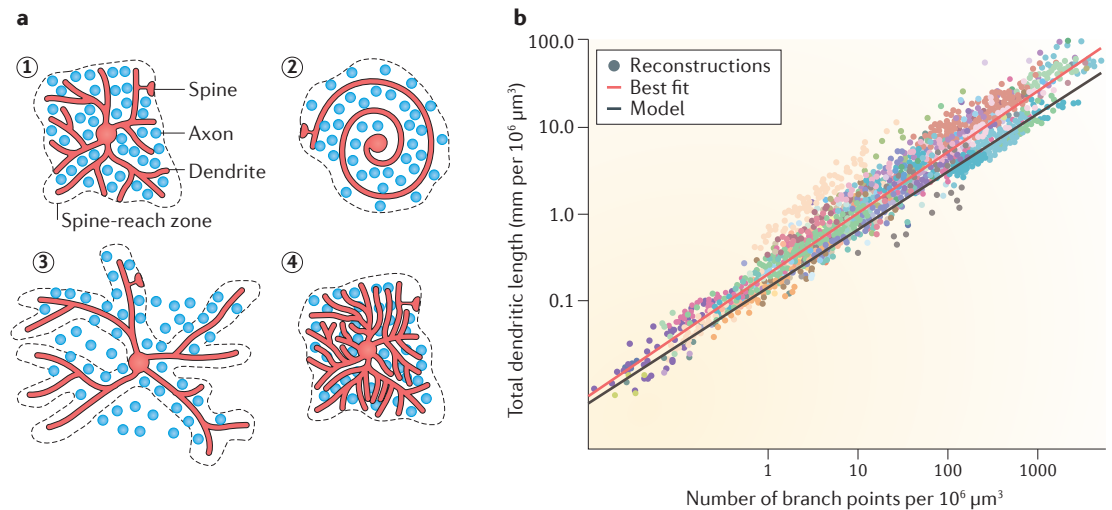 a
1
Spine
Axon
Dendrite
Spine-reach zone
2
3
4
b
Total dendritic length (mm per 10⁶ µm³)
100.0
10.0
1.0
0.1
Reconstructions
Best fit
Model
1
10
100
1000
Number of branch points per 10⁶ µm³